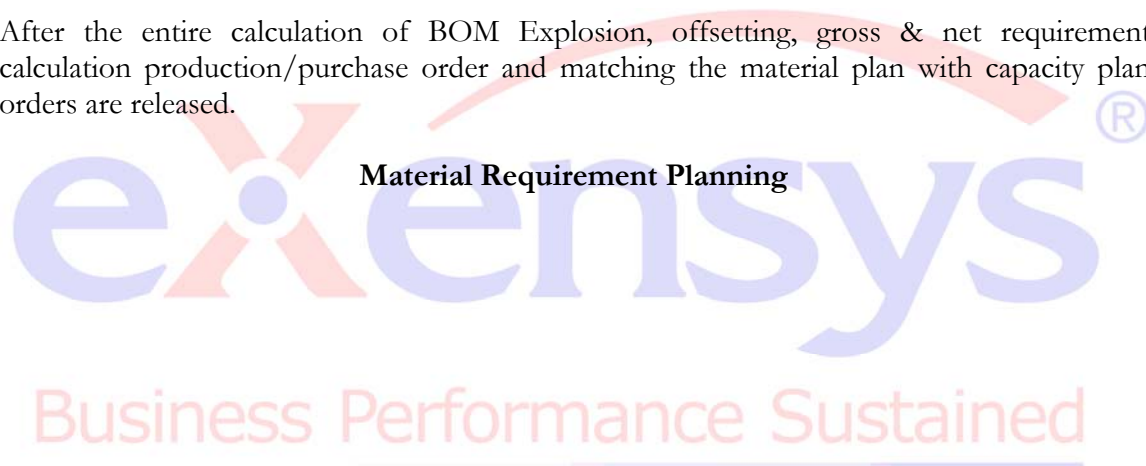 After the entire calculation of BOM Explosion, offsetting, gross & net requirement
calculation production/purchase order and matching the material plan with capacity plan
orders are released.
®
Material Requirement Planning
eXensys
Business Performance Sustained